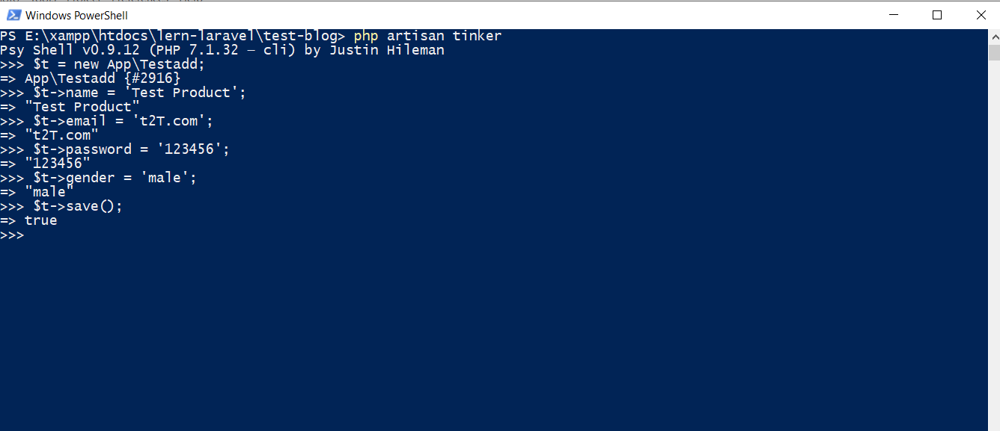 Windows PowerShell
PS E:\xampp\htdocs\lern-laravel\test-blog> php artisan tinker
Psy Shell v0.9.12 (PHP 7.1.32 — cli) by Justin Hileman
>>> $t = new App\Testadd;
=> App\Testadd {#2916}
>>> $t->name = 'Test Product';
=> "Test Product"
>>> $t->email = 't2T.com';
=> "t2T.com"
>>> $t->password = '123456';
=> "123456"
>>> $t->gender = 'male';
=> "male"
>>> $t->save();
=> true
>>>